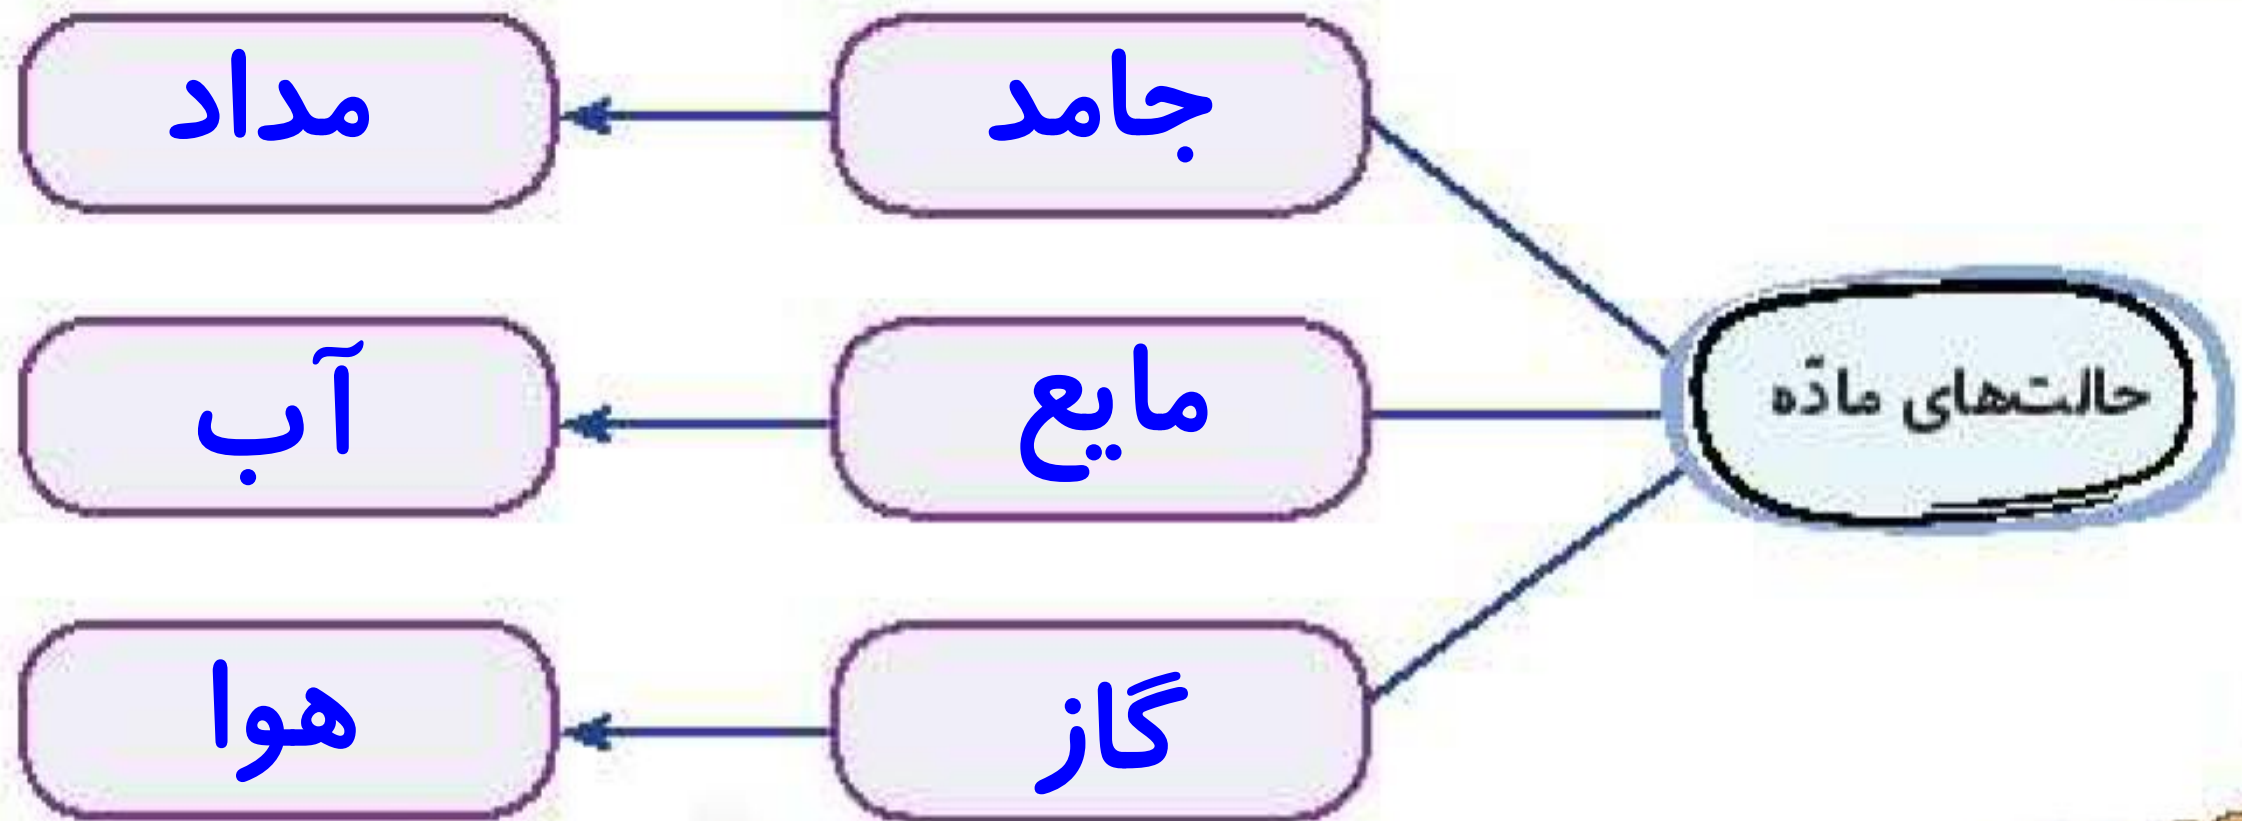 حالت‌های مادّه
جامد
مداد
مایع
آب
گاز
هوا